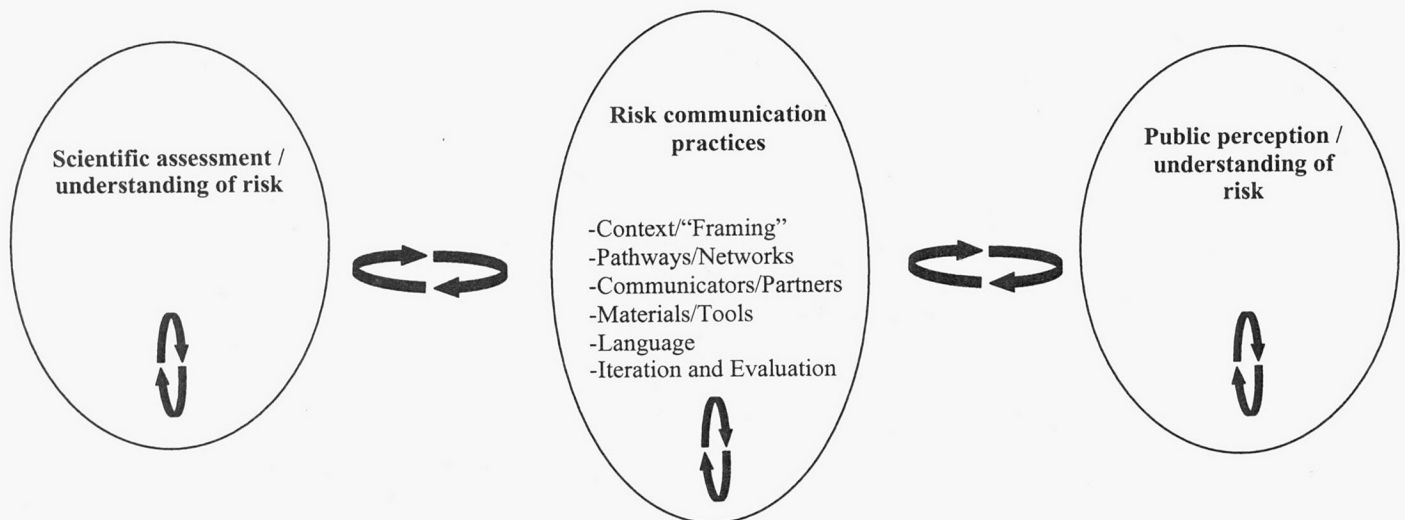 Scientific assessment /
understanding of risk
Risk communication
practices
-Context/“Framing”
-Pathways/Networks
-Communicators/Partners
-Materials/Tools
-Language
-Iteration and Evaluation
Public perception /
understanding of
risk